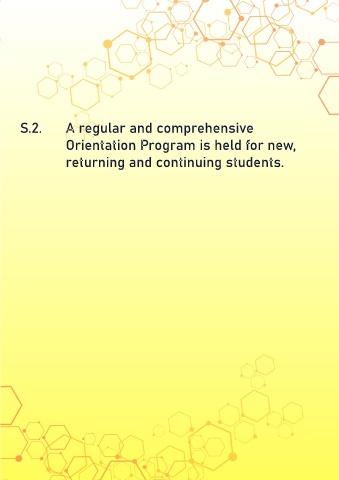 S.2. A regular and comprehensive
Orientation Program is held for new,
returning and continuing students.